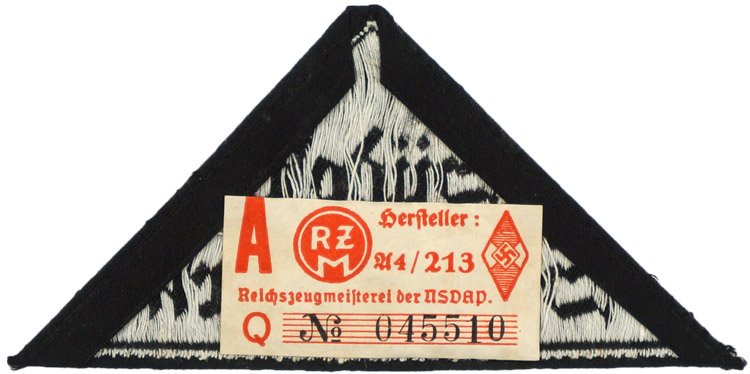 A RZM Hersteller:
A4/213
Reichszeugmeisterei der NSDAP.
Q № 045510